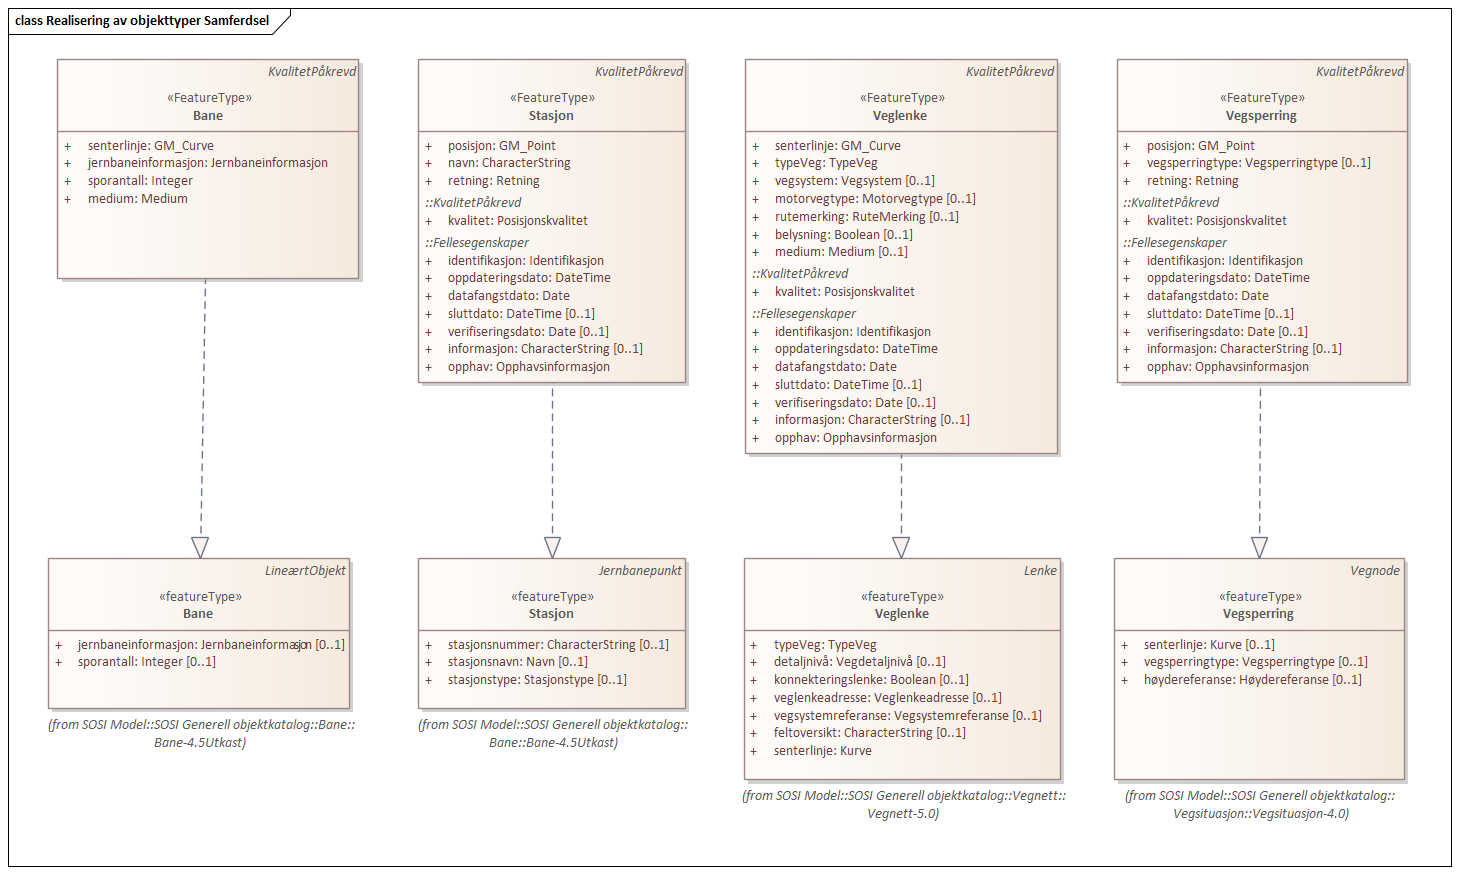 class Realisering av objekttyper Samferdsel
KvalitetPåkrevd
«FeatureType»
Bane
+ senterlinje: GM_Curve
+ jernbaneinformasjon: Jernbaneinformasjon
+ sporantall: Integer
+ medium: Medium
KvalitetPåkrevd
«FeatureType»
Stasjon
+ posisjon: GM_Point
+ navn: CharacterString
+ retning: Retning
::KvalitetPåkrevd
+ kvalitet: Posisjonskvalitet
::Fellesegenskaper
+ identifikasjon: Identifikasjon
+ oppdateringsdato: DateTime
+ datafangstdato: Date
+ sluttdato: DateTime [0..1]
+ verifiseringsdato: Date [0..1]
+ informasjon: CharacterString [0..1]
+ opphav: Opphavsinformasjon
KvalitetPåkrevd
«FeatureType»
Veglenke
+ senterlinje: GM_Curve
+ typeVeg: TypeVeg
+ vegsystem: Vegsystem [0..1]
+ motorvegtype: Motorvegtype [0..1]
+ rutemerking: RuteMerking [0..1]
+ belysning: Boolean [0..1]
+ medium: Medium [0..1]
::KvalitetPåkrevd
+ kvalitet: Posisjonskvalitet
::Fellesegenskaper
+ identifikasjon: Identifikasjon
+ oppdateringsdato: DateTime
+ datafangstdato: Date
+ sluttdato: DateTime [0..1]
+ verifiseringsdato: Date [0..1]
+ informasjon: CharacterString [0..1]
+ opphav: Opphavsinformasjon
KvalitetPåkrevd
«FeatureType»
Vegsperring
+ posisjon: GM_Point
+ vegsperringtype: Vegsperringtype [0..1]
+ retning: Retning
::KvalitetPåkrevd
+ kvalitet: Posisjonskvalitet
::Fellesegenskaper
+ identifikasjon: Identifikasjon
+ oppdateringsdato: DateTime
+ datafangstdato: Date
+ sluttdato: DateTime [0..1]
+ verifiseringsdato: Date [0..1]
+ informasjon: CharacterString [0..1]
+ opphav: Opphavsinformasjon
LineærtObjekt
«featureType»
Bane
+ jernbaneinformasjon: Jernbaneinformasjon [0..1]
+ sporantall: Integer [0..1]
(from SOSI Model::SOSI Generell objektkatalog::Bane::
Bane-4.5Utkast)
Jernbanepunkt
«featureType»
Stasjon
+ stasjonsnummer: CharacterString [0..1]
+ stasjonsnavn: Navn [0..1]
+ stasjonstype: Stasjonstype [0..1]
(from SOSI Model::SOSI Generell objektkatalog::
Bane::Bane-4.5Utkast)
Lenke
«featureType»
Veglenke
+ typeVeg: TypeVeg
+ detaljnivå: Vegdetaljnivå [0..1]
+ konnekteringslenke: Boolean [0..1]
+ veglenkeadresse: Veglenkeadresse [0..1]
+ vegsystemreferanse: Vegsystemreferanse [0..1]
+ feltoversikt: CharacterString [0..1]
+ senterlinje: Kurve
(from SOSI Model::SOSI Generell objektkatalog::Vegnett::
Vegnett-5.0)
Vegnode
«featureType»
Vegsperring
+ senterlinje: Kurve [0..1]
+ vegsperringtype: Vegsperringtype [0..1]
+ høydereferanse: Høydereferanse [0..1]
(from SOSI Model::SOSI Generell objektkatalog::
Vegsituasjon::Vegsituasjon-4.0)